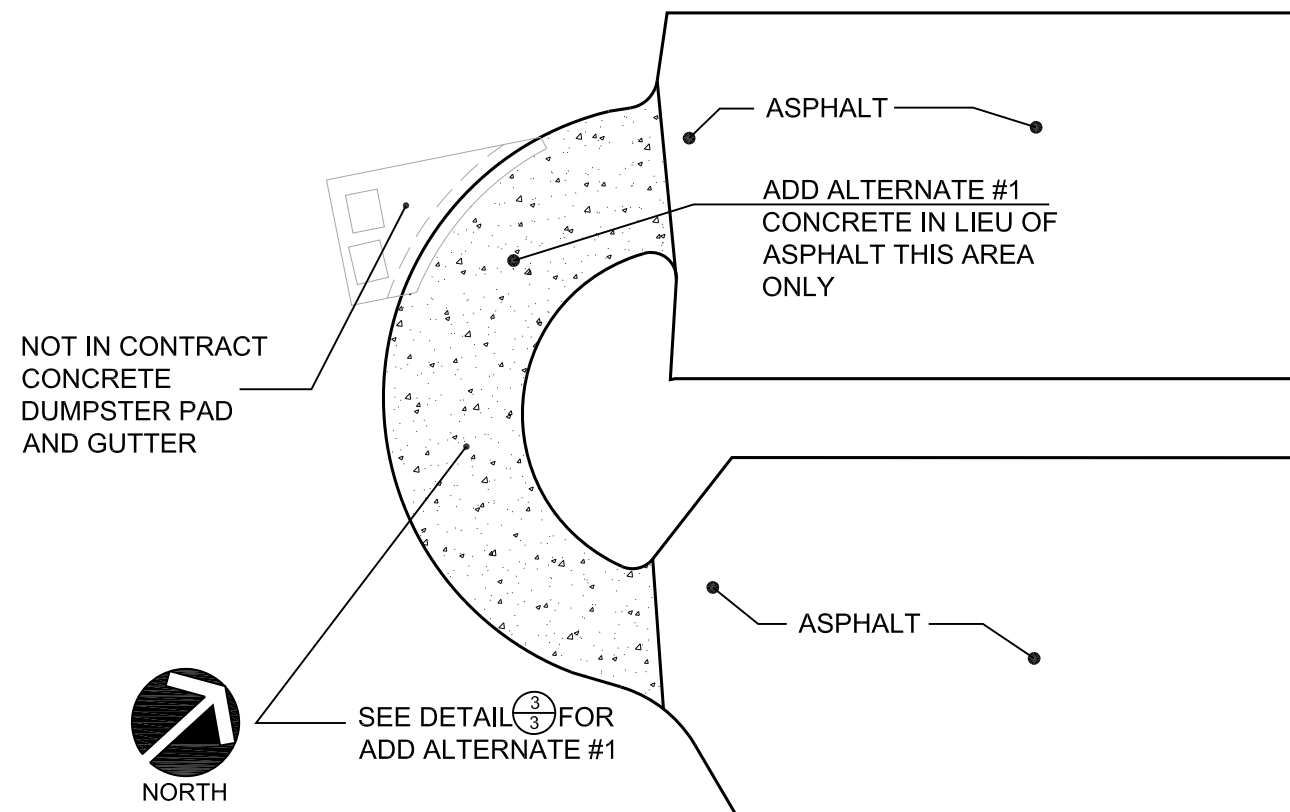 ASPHALT
ADD ALTERNATE #1
CONCRETE IN LIEU OF
ASPHALT THIS AREA
ONLY
NOT IN CONTRACT
CONCRETE
DUMPSTER PAD
AND GUTTER
ASPHALT
SEE DETAIL 3/3 FOR
ADD ALTERNATE #1
NORTH